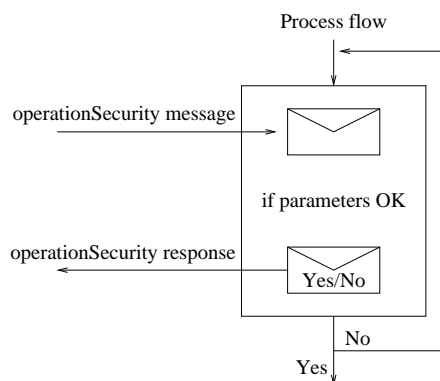 Process flow
operationSecurity message
if parameters OK
operationSecurity response
Yes/No
No
Yes